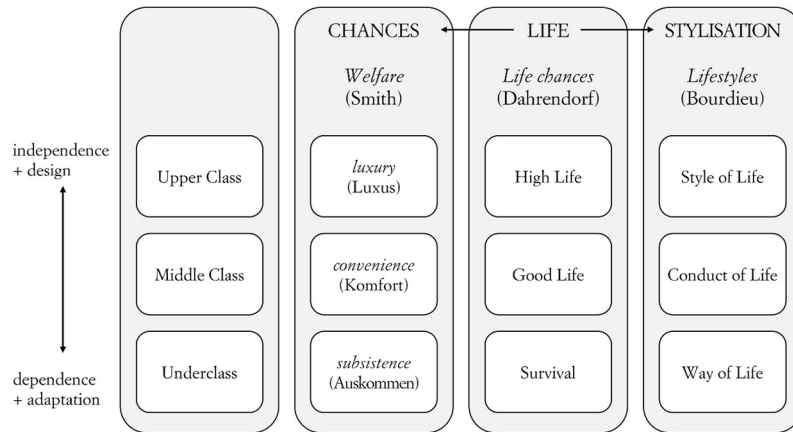 CHANCES
LIFE
STYLISATION
Welfare
(Smith)
Life chances
(Dahrendorf)
Lifestyles
(Bourdieu)
independence
+ design
Upper Class
luxury
(Luxus)
High Life
Style of Life
Middle Class
convenience
(Komfort)
Good Life
Conduct of Life
Underclass
subsistence
(Auskommen)
Survival
Way of Life
dependence
+ adaptation